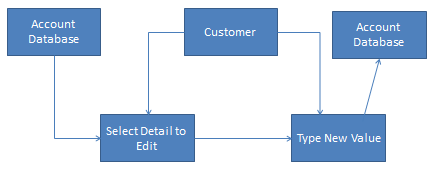 Account
Database
Customer
Account
Database
Select Detail to
Edit
Type New Value